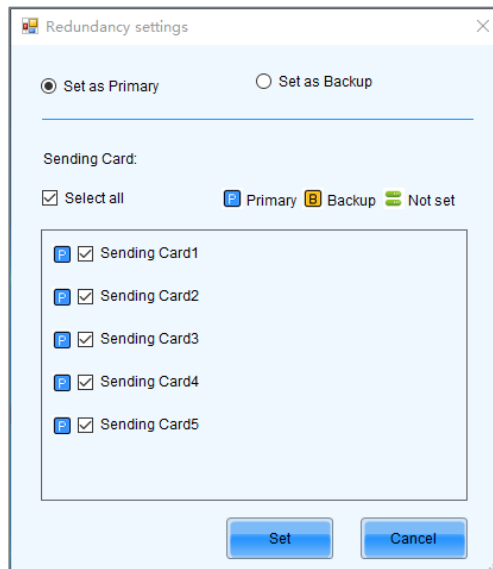 Redundancy settings
Set as Primary
Set as Backup
Sending Card:
Select all
P Primary B Backup Not set
P Sending Card1
P Sending Card2
P Sending Card3
P Sending Card4
P Sending Card5
Set
Cancel